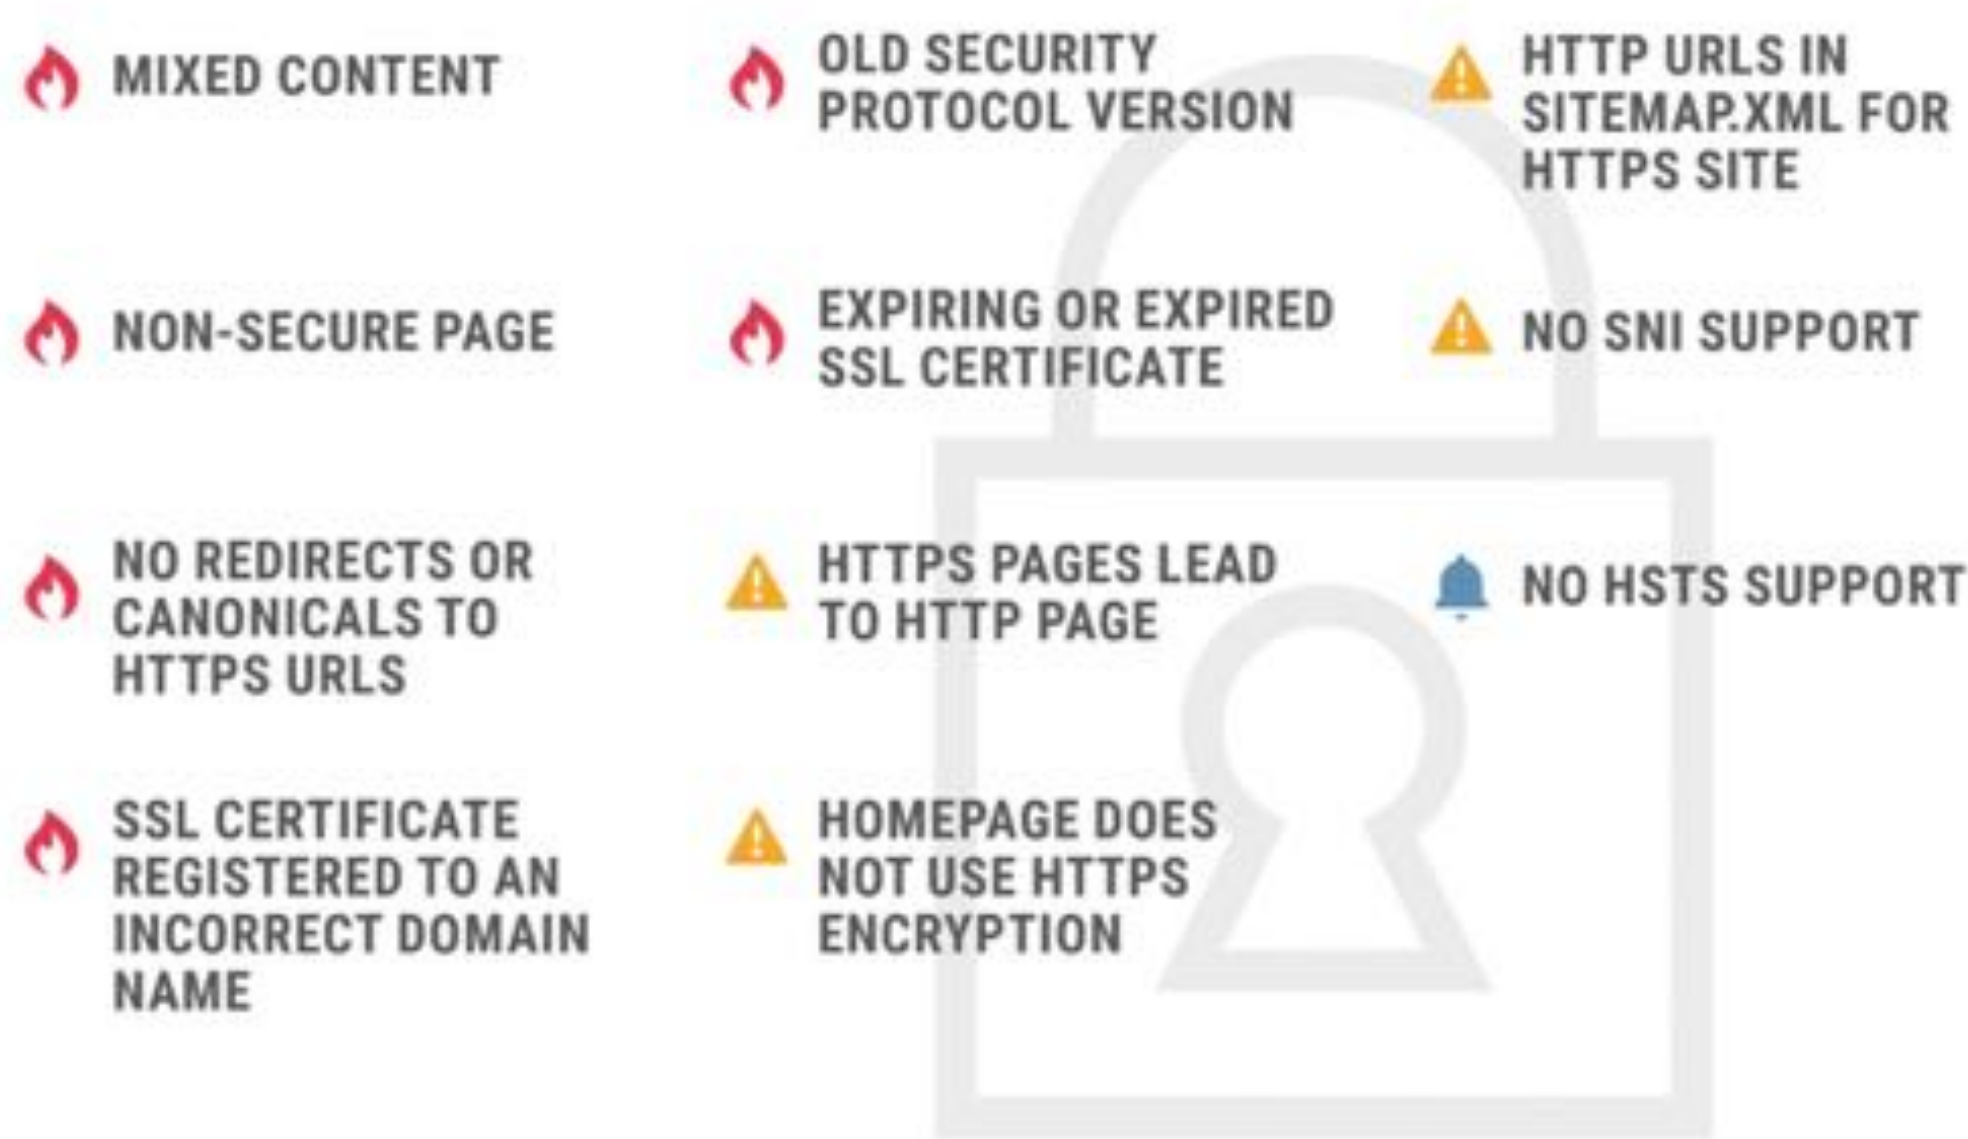 MIXED CONTENT
NON-SECURE PAGE
NO REDIRECTS OR
CANONICALS TO
HTTPS URLS
SSL CERTIFICATE
REGISTERED TO AN
INCORRECT DOMAIN
NAME
OLD SECURITY
PROTOCOL VERSION
EXPIRING OR EXPIRED
SSL CERTIFICATE
HTTPS PAGES LEAD
TO HTTP PAGE
HOMEPAGE DOES
NOT USE HTTPS
ENCRYPTION
HTTP URLS IN
SITEMAP.XML FOR
HTTPS SITE
NO SNI SUPPORT
NO HSTS SUPPORT